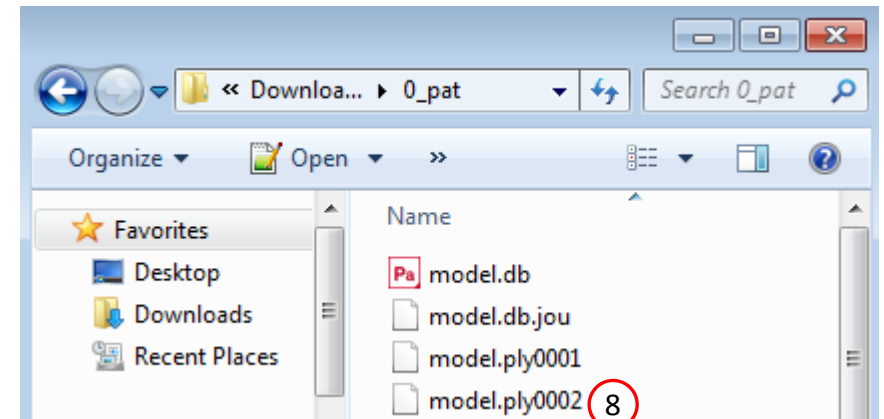 « Downloa... 0_pat Search 0_pat
Organize Open »
Favorites
Desktop
Downloads
Recent Places
Name
Pa model.db
model.db.jou
model.ply0001
model.ply0002 8